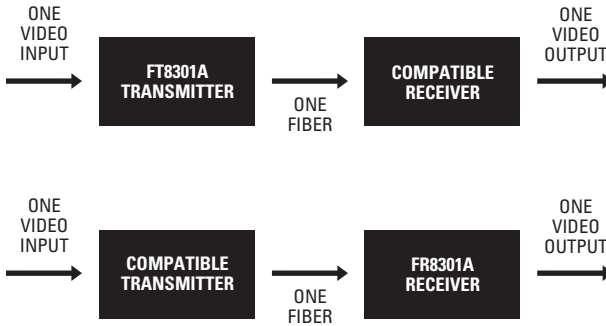 ONE
VIDEO
INPUT
FT8301A
TRANSMITTER
ONE
FIBER
COMPATIBLE
RECEIVER
ONE
VIDEO
OUTPUT
ONE
VIDEO
INPUT
COMPATIBLE
TRANSMITTER
ONE
FIBER
FR8301A
RECEIVER
ONE
VIDEO
OUTPUT